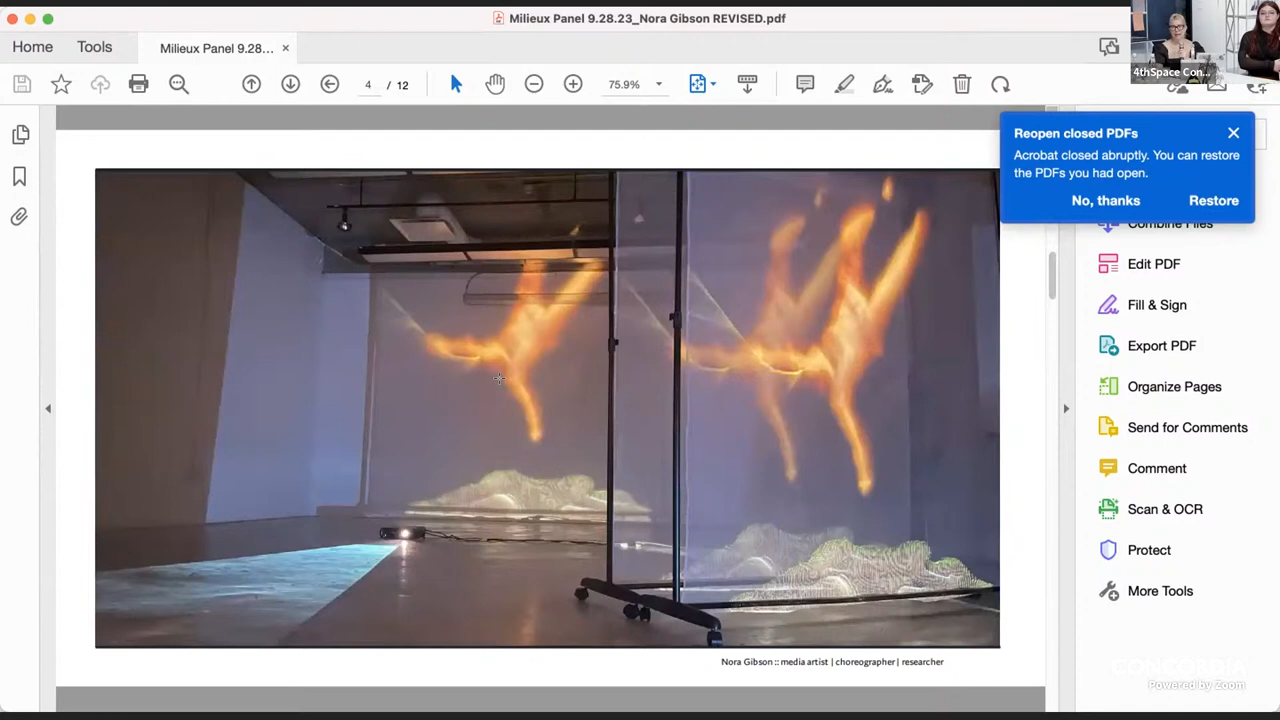 Milieux Panel 9.28.23_Nora Gibson REVISED.pdf
Home
Tools
Milieux Panel 9.28...
4thSpace Con...
4 / 12
75.9%
Reopen closed PDFs
Acrobat closed abruptly. You can restore
the PDFs you had open.
No, thanks
Restore
Combine Files
Edit PDF
Fill & Sign
Export PDF
Organize Pages
Send for Comments
Comment
Scan & OCR
Protect
More Tools
Nora Gibson :: media artist | choreographer | researcher
CONCORDIA
Powered by Zoom